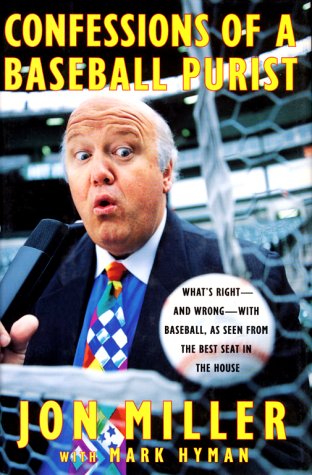 CONFESSIONS OF A
BASEBALL PURIST
WHAT'S RIGHT—
AND WRONG—WITH
BASEBALL, AS SEEN FROM
THE BEST SEAT IN
THE HOUSE
JON MILLER
WITH MARK HYMAN